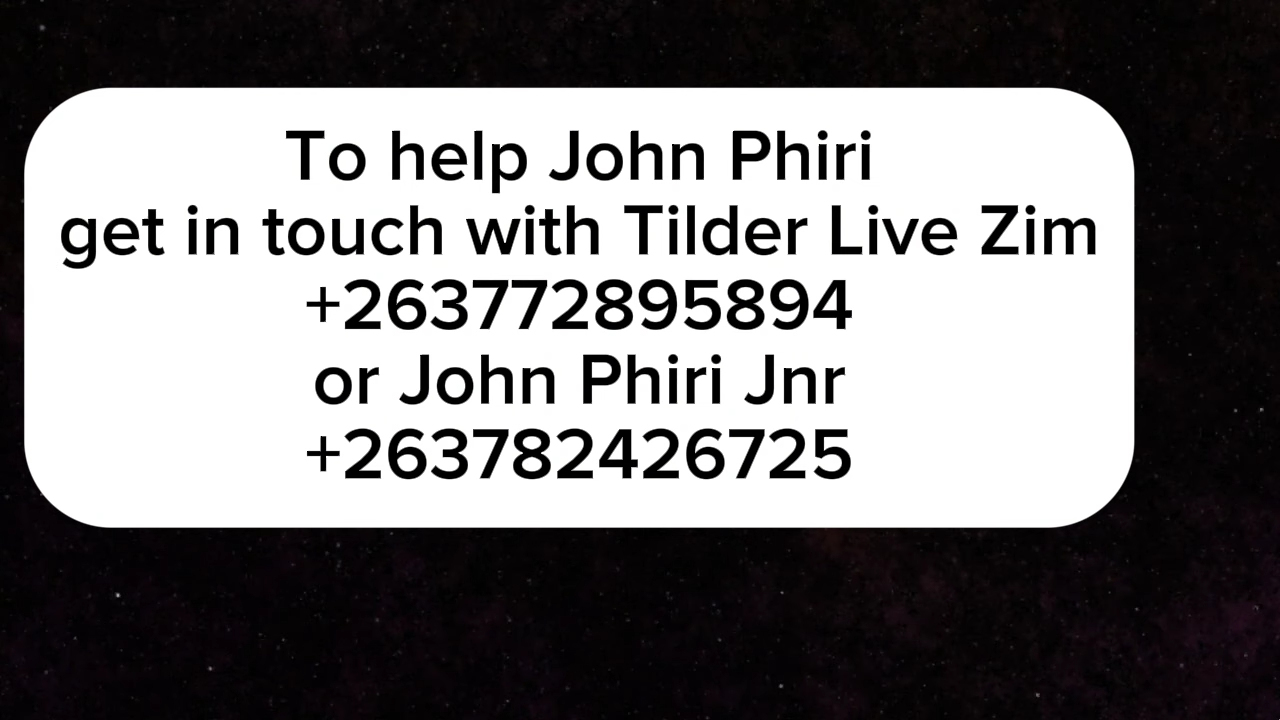 To help John Phiri
get in touch with Tilder Live Zim
+263772895894
or John Phiri Jnr
+263782426725